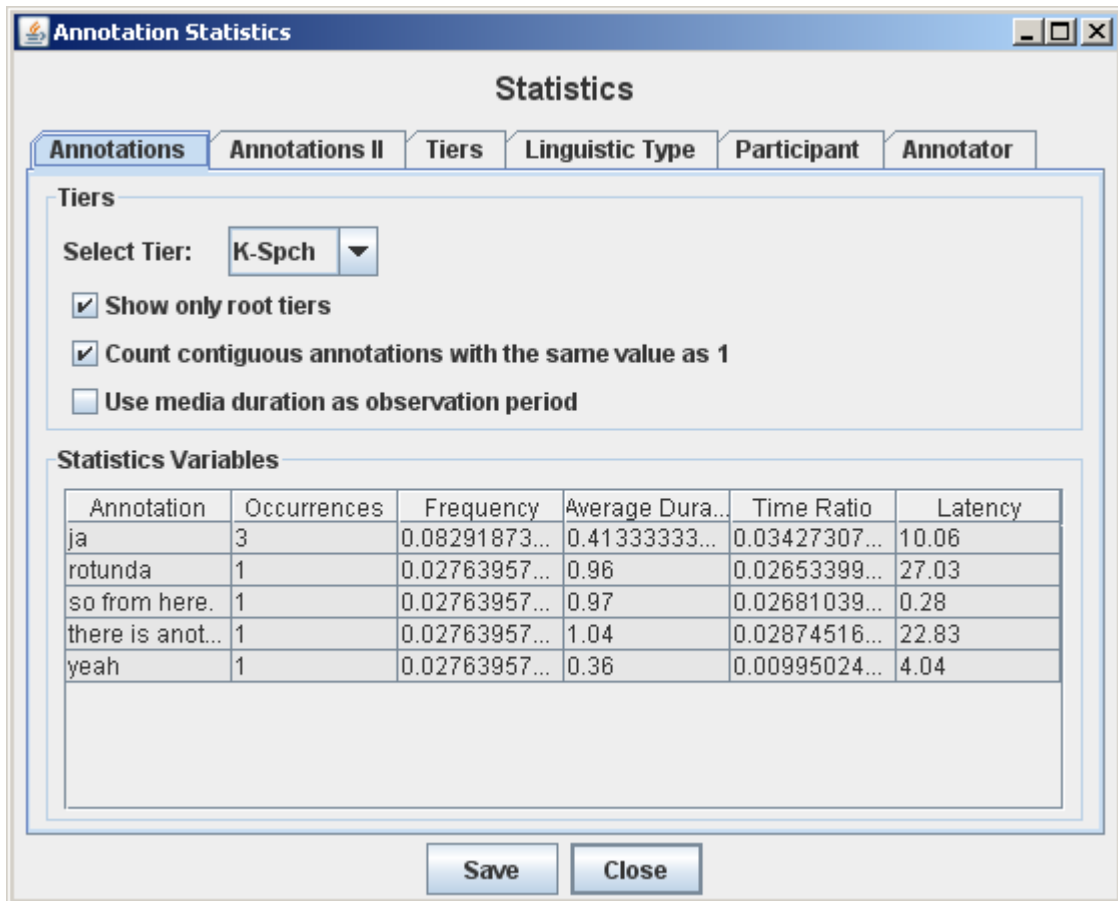 Annotation Statistics
Statistics
Annotations Annotations II Tiers Linguistic Type Participant Annotator
Tiers
Select Tier: K-Spch
Show only root tiers
Count contiguous annotations with the same value as 1
Use media duration as observation period
Statistics Variables
Annotation Occurrences Frequency Average Dura... Time Ratio Latency
ja 3 0.08291873... 0.41333333... 0.03427307... 10.06
rotunda 1 0.02763957... 0.96 0.02653399... 27.03
so from here. 1 0.02763957... 0.97 0.02681039... 0.28
there is anot... 1 0.02763957... 1.04 0.02874516... 22.83
yeah 1 0.02763957... 0.36 0.00995024... 4.04
Save Close